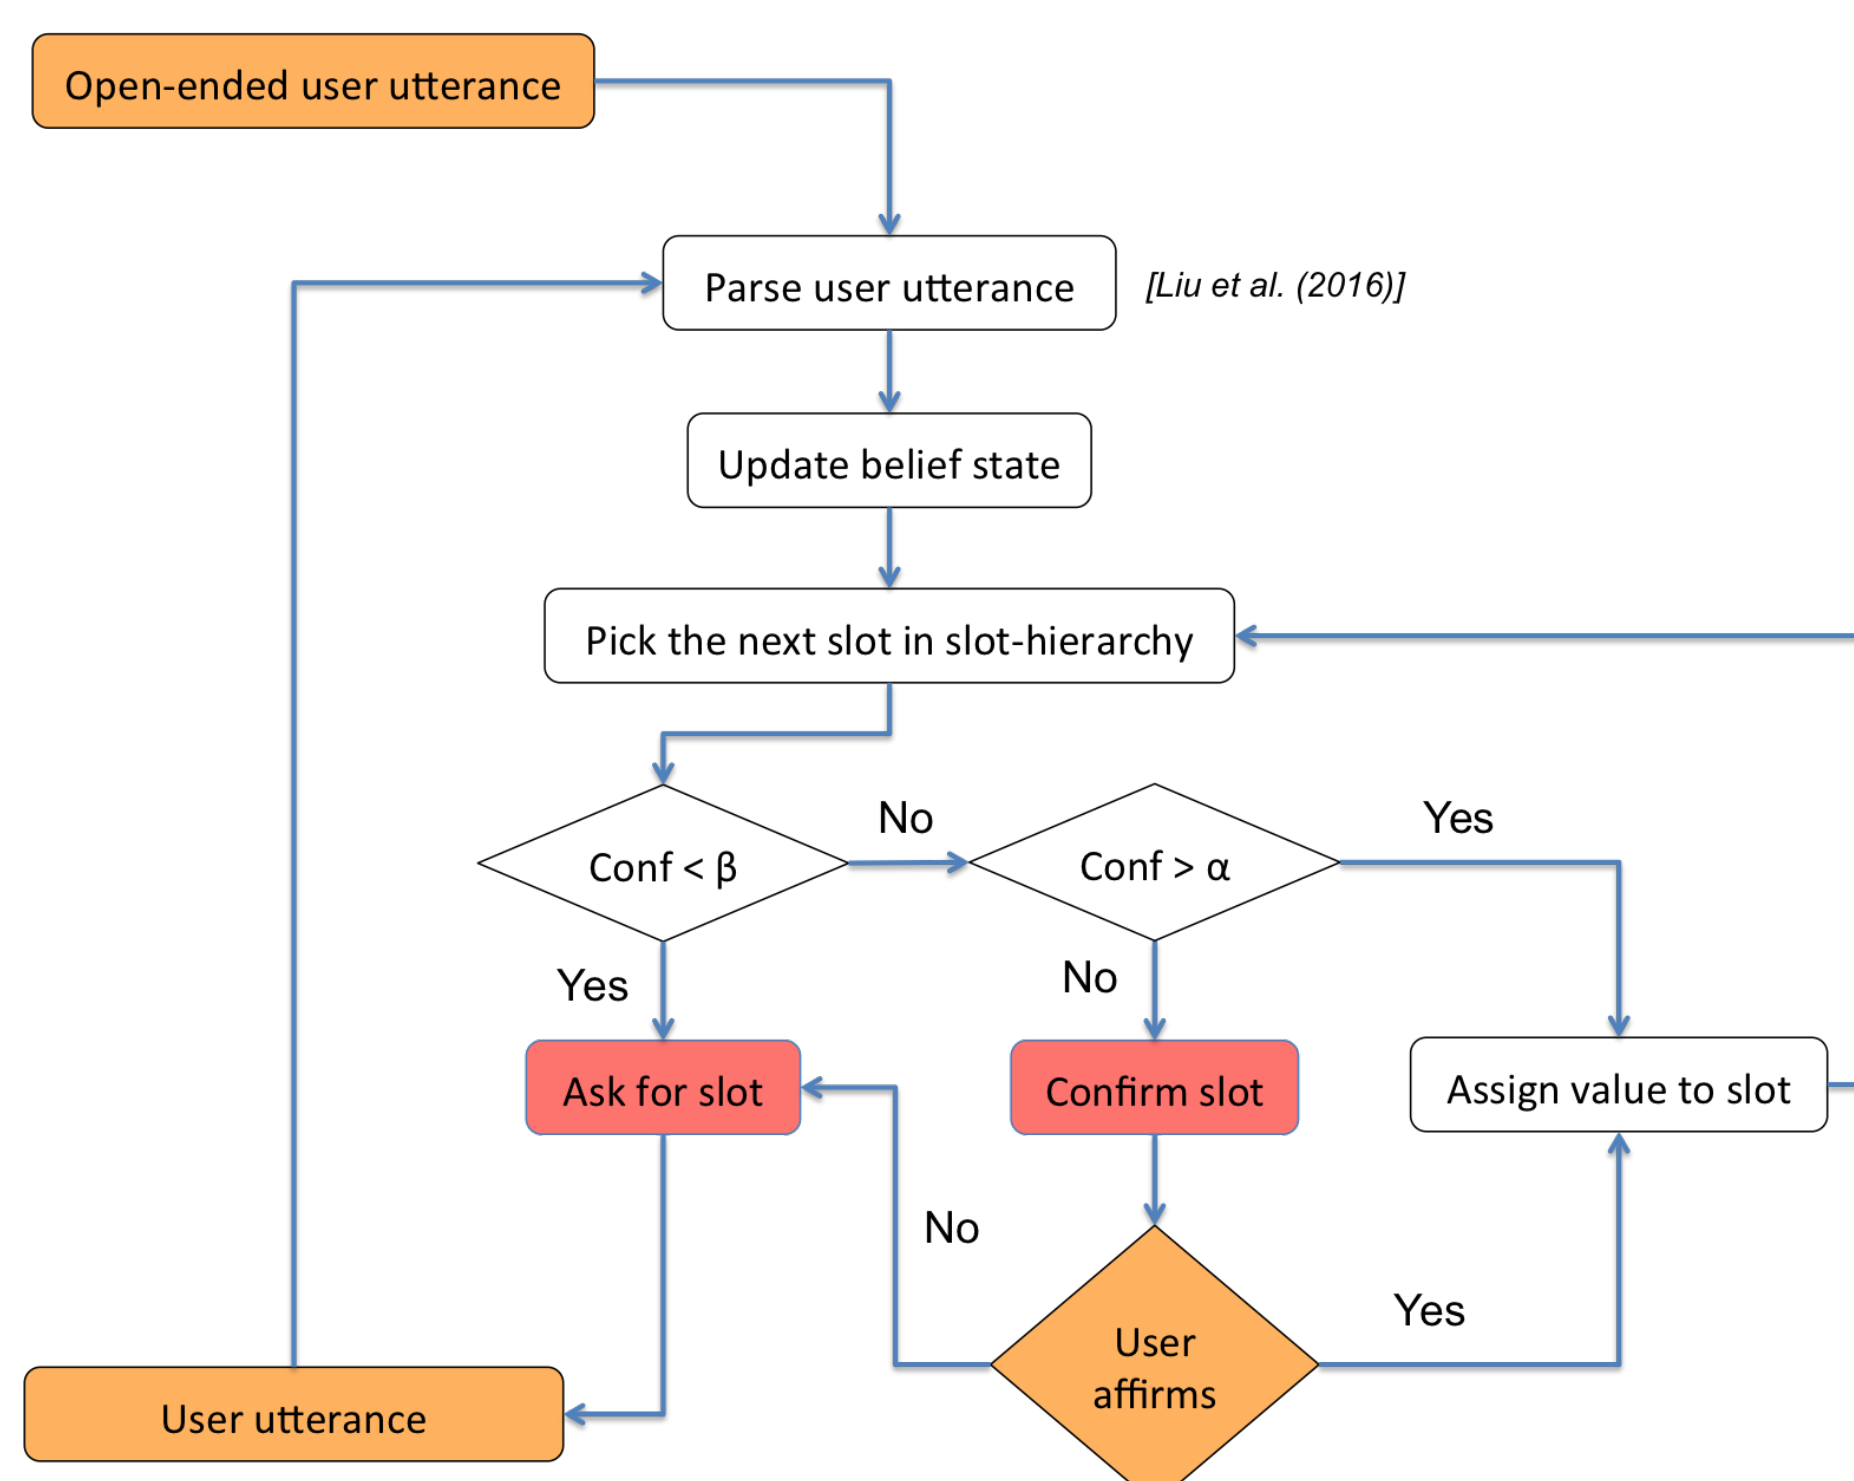 Open-ended user utterance
Parse user utterance
[Liu et al. (2016)]
Update belief state
Pick the next slot in slot-hierarchy
No
Yes
Conf < β
Conf > α
Yes
No
Ask for slot
Confirm slot
Assign value to slot
No
Yes
User
affirms
User utterance